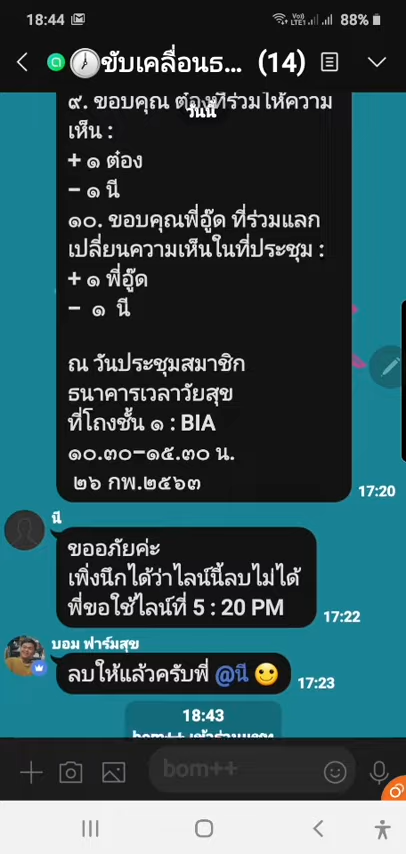 18:44
Vo)) LTE1 88%
ขับเคลื่อนธ... (14)
๙. ขอบคุณ ต๋องที่ร่วมให้ความ
วันนี้
เห็น :
+ ๑ ต๋อง
– ๑ นี
๑๐. ขอบคุณพี่อู๊ด ที่ร่วมแลก
เปลี่ยนความเห็นในที่ประชุม :
+ ๑ พี่อู๊ด
– ๑ นี
ณ วันประชุมสมาชิก
ธนาคารเวลาวัยสุข
ที่โถงชั้น ๑ : BIA
๑๐.๓๐–๑๕.๓๐ น.
๒๖ กพ.๒๕๖๓
17:20
นี
ขออภัยค่ะ
เพิ่งนึกได้ว่าไลน์นี้ลบไม่ได้
พี่ขอใช้ไลน์ที่ 5 : 20 PM
17:22
บอม ฟาร์มสุข
ลบให้แล้วครับพี่ @นี
17:23
18:43
bom++